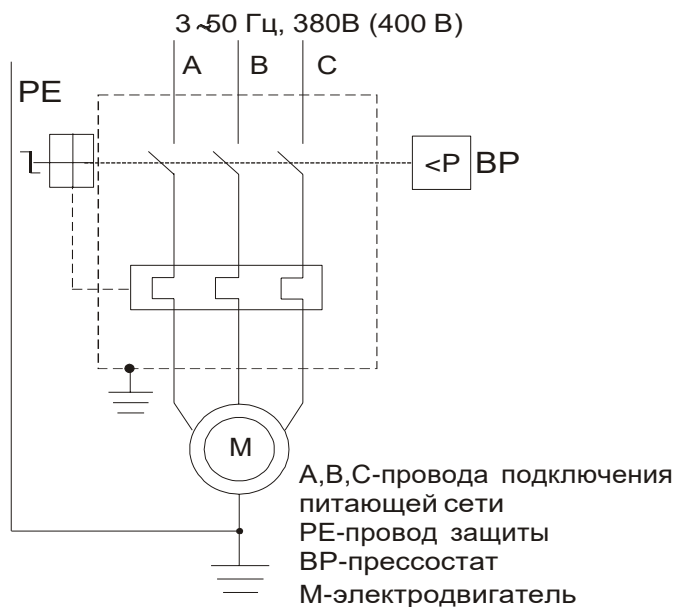 3 ~50 Гц, 380В (400 В)
A B C
PE
<P BP
M
A,B,C-провода подключения
питающей сети
PE-провод защиты
BP-прессостат
M-электродвигатель